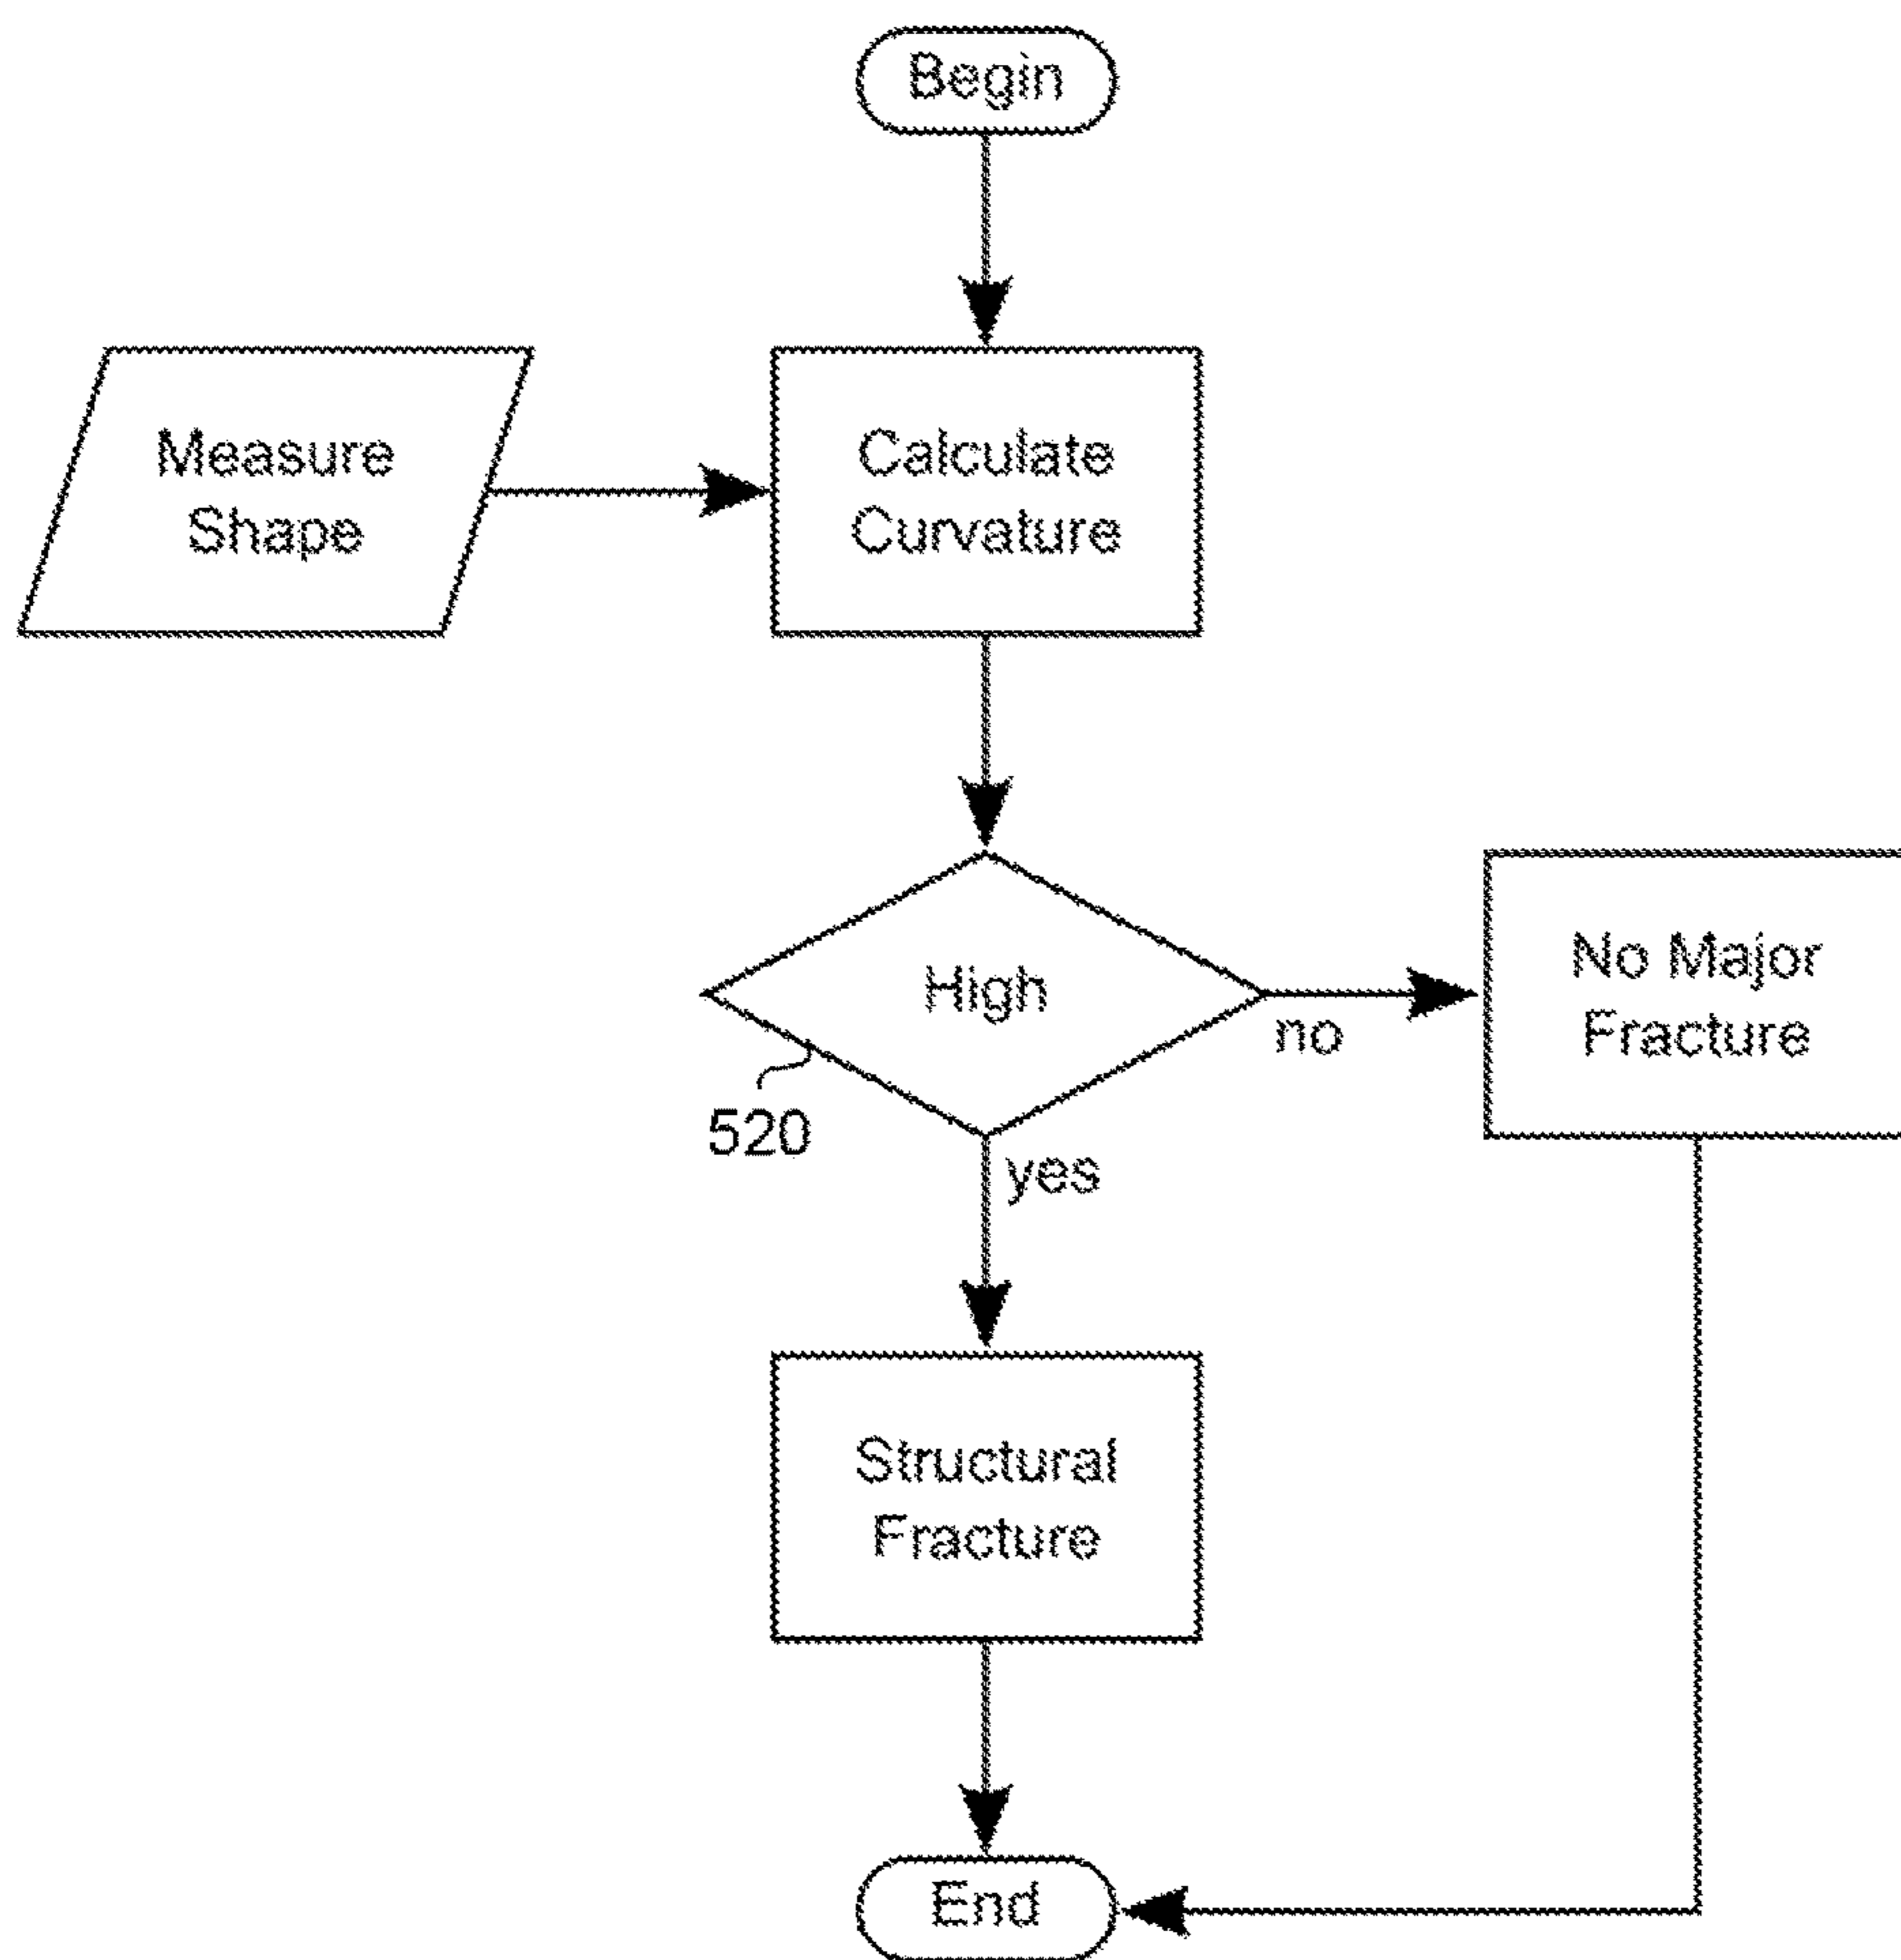 Begin
Measure
Shape
Calculate
Curvature
High
no
No Major
Fracture
520
yes
Structural
Fracture
End